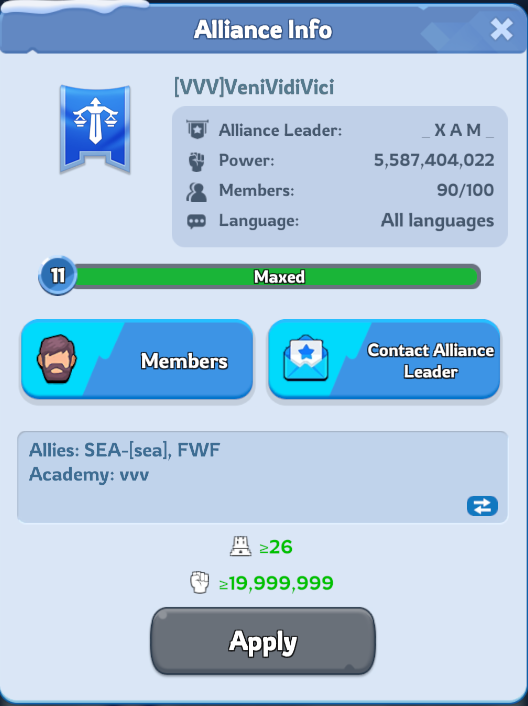 Alliance Info
[VVV]VeniVidiVici
Alliance Leader: _ X A M _
Power: 5,587,404,022
Members: 90/100
Language: All languages
11 Maxed
Members
Contact Alliance
Leader
Allies: SEA-[sea], FWF
Academy: vvv
≥26
≥19,999,999
Apply